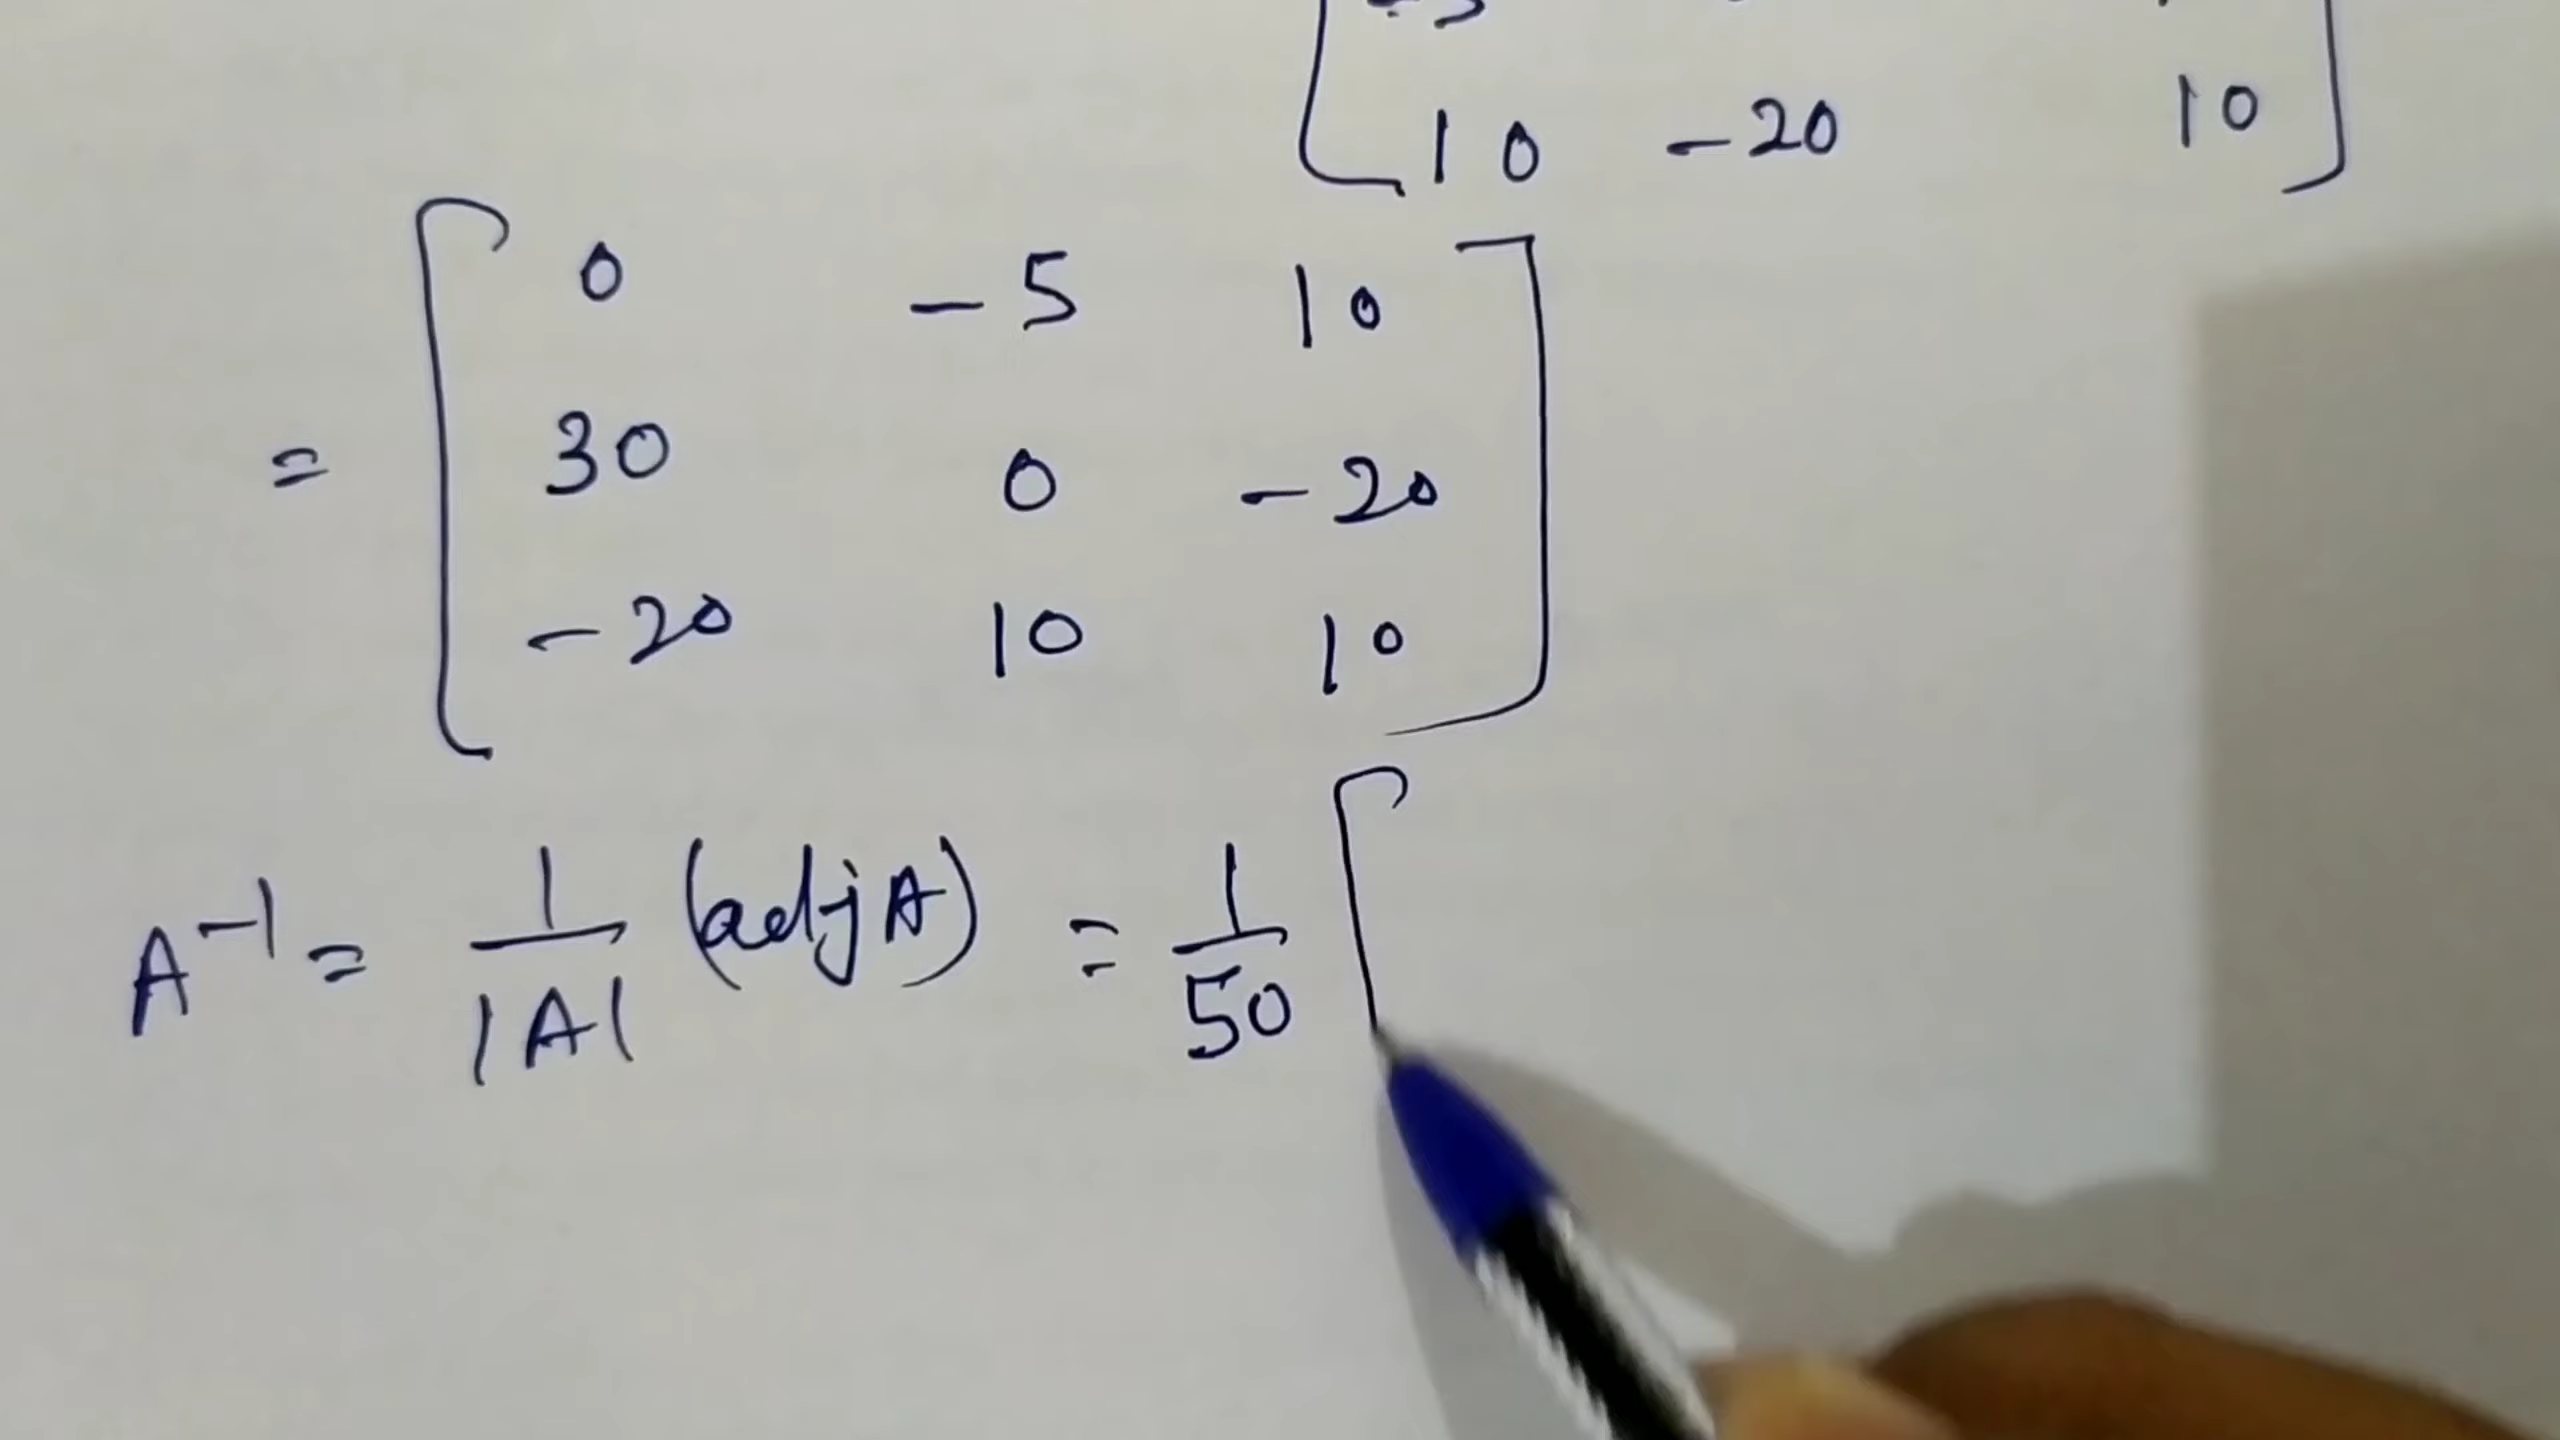 10 -20 10
= [ 0 -5 10
30 0 -20
-20 10 10 ]
A⁻¹ = 1/|A| (adj A) = 1/50 [